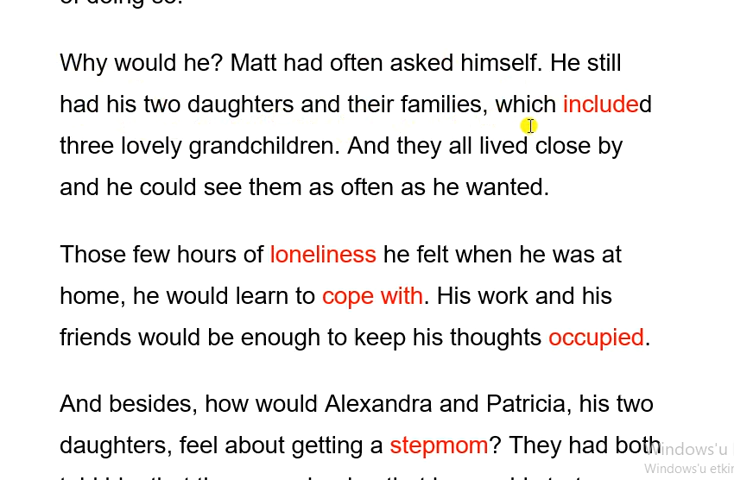 Why would he? Matt had often asked himself. He still
had his two daughters and their families, which included
three lovely grandchildren. And they all lived close by
and he could see them as often as he wanted.
Those few hours of loneliness he felt when he was at
home, he would learn to cope with. His work and his
friends would be enough to keep his thoughts occupied.
And besides, how would Alexandra and Patricia, his two
daughters, feel about getting a stepmom? They had both
Windows'u
Windows'u etkir